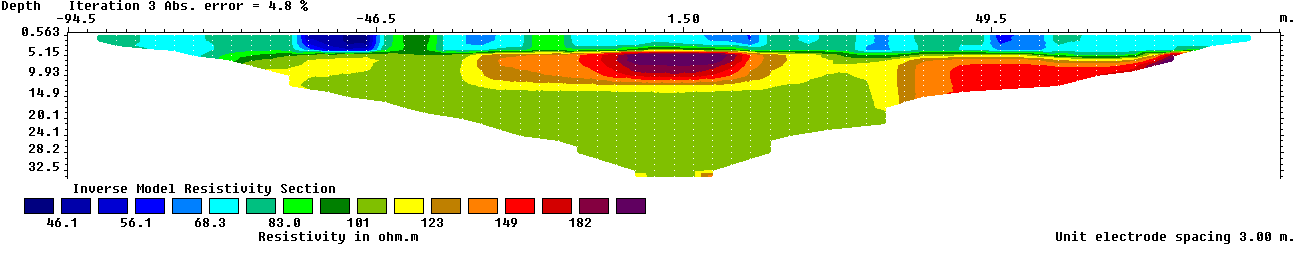 Depth Iteration 3 Abs. error = 4.8 %
-94.5 -46.5 1.50 49.5 m.
0.563
5.15
9.93
14.9
20.1
24.1
28.2
32.5
Inverse Model Resistivity Section
46.1 56.1 68.3 83.0 101 123 149 182
Resistivity in ohm.m Unit electrode spacing 3.00 m.